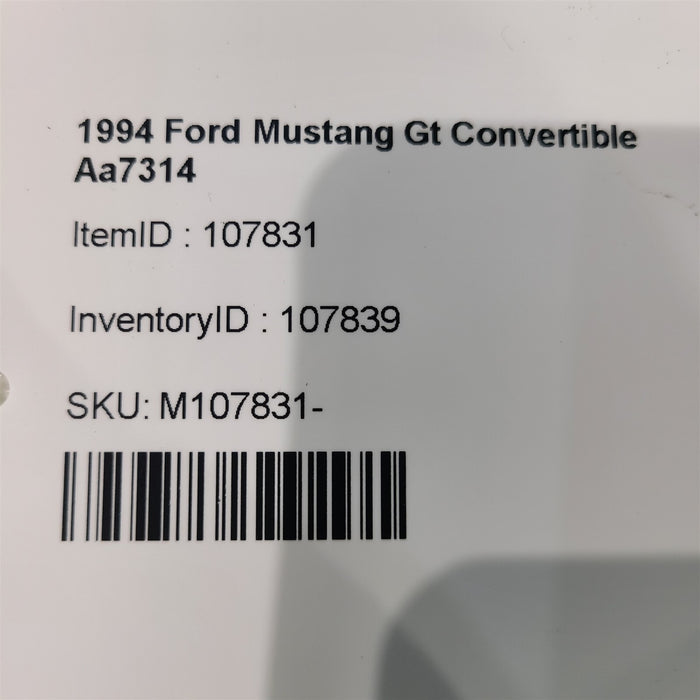 1994 Ford Mustang Gt Convertible
Aa7314
ItemID : 107831
InventoryID : 107839
SKU: M107831-